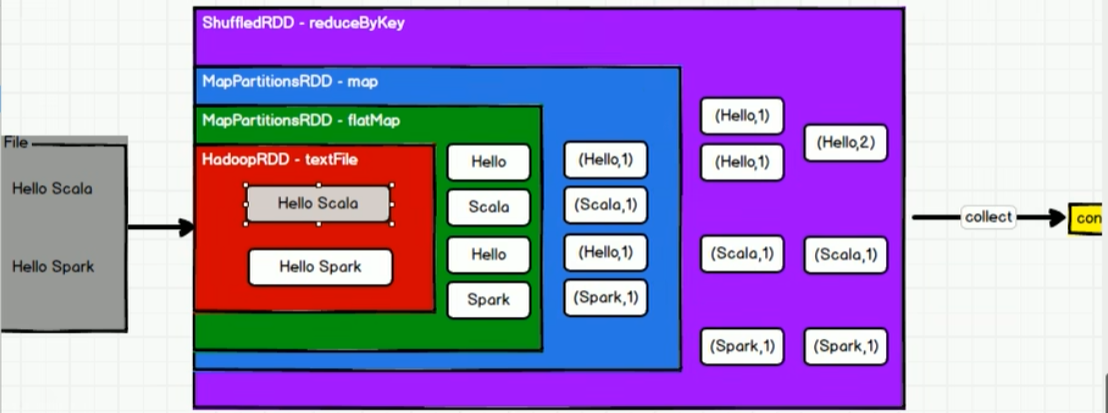 ShuffledRDD - reduceByKey
MapPartitionsRDD - map
MapPartitionsRDD - flatMap
HadoopRDD - textFile
File
Hello Scala
Hello Spark
Hello Scala
Hello Spark
Hello
Scala
Hello
Spark
(Hello,1)
(Scala,1)
(Hello,1)
(Spark,1)
(Hello,1)
(Hello,1)
(Hello,2)
(Scala,1)
(Scala,1)
(Spark,1)
(Spark,1)
collect
con